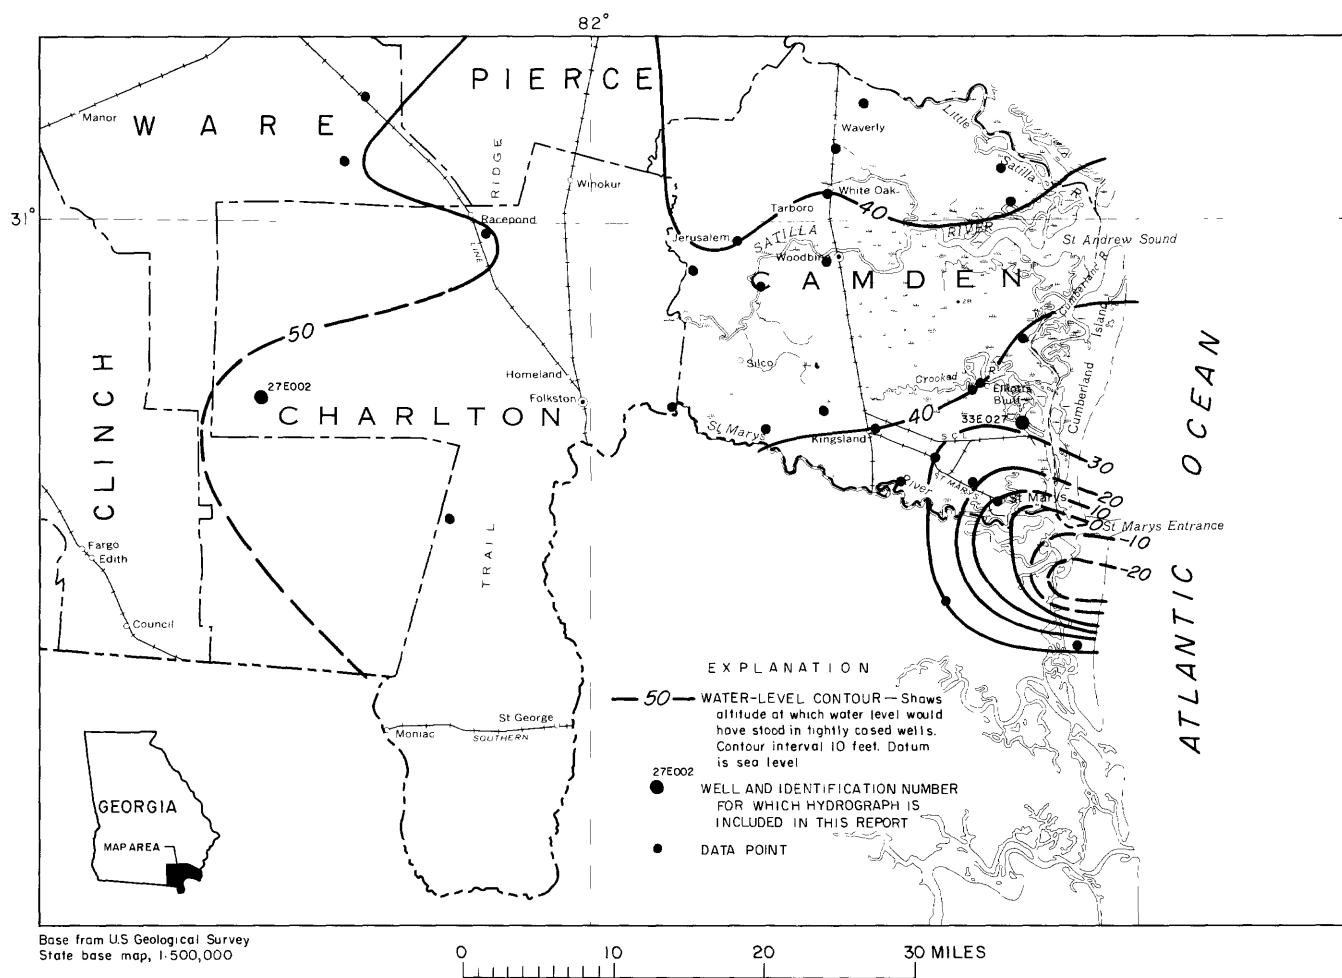 82°
PIERCE
WARE
Manor
Waverly
Little
Satilla
R
RIDGE
Winokur
White Oak
31°
Racepond
Tarboro
40
RIVER
Jerusalem
SATILLA
St Andrew Sound
LINE
Woodbine
CAMDEN
Cumberland R
Island
50
Silco
Homeland
27E002
Crooked
R
Folkston
Elliotts
Bluff
Cumberland
CHARLTON
40
33E027
St Marys
Kingsland
S C L
30
CLINCH
River
ST MARYS
20
St Marys
10
0
St Marys Entrance
-10
-20
Fargo
Edith
TRAIL
Council
ATLANTIC OCEAN
EXPLANATION
50
WATER-LEVEL CONTOUR—Shows
altitude at which water level would
have stood in tightly cased wells.
Contour interval 10 feet. Datum
is sea level
St George
Moniac
SOUTHERN
27E002
WELL AND IDENTIFICATION NUMBER
FOR WHICH HYDROGRAPH IS
INCLUDED IN THIS REPORT
DATA POINT
GEORGIA
MAP AREA
Base from U.S Geological Survey
State base map, 1:500,000
0 10 20 30 MILES